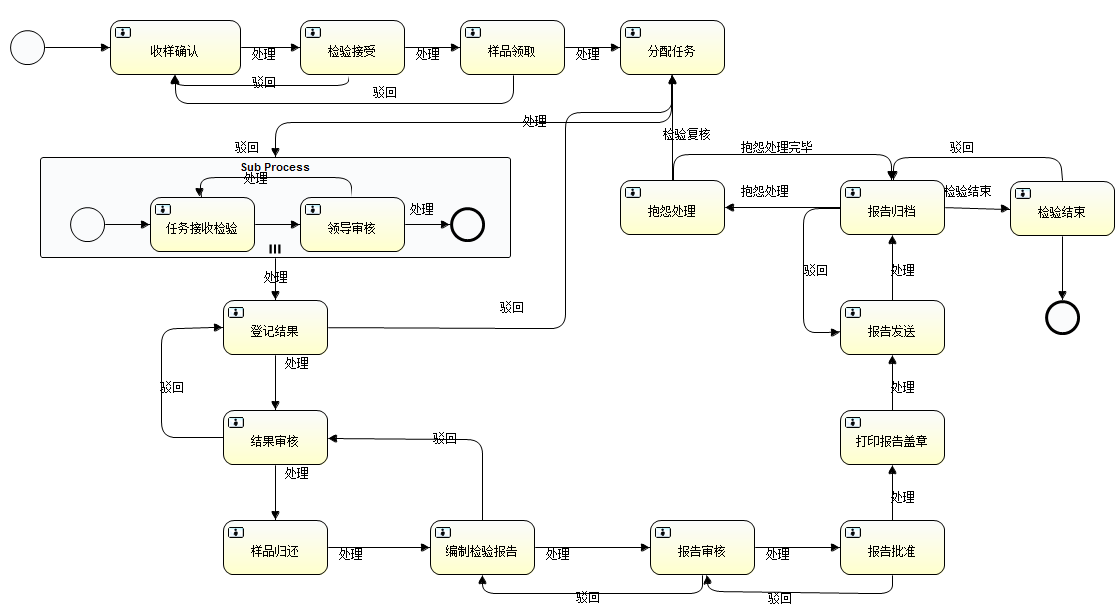 收样确认
处理
检验接受
处理
样品领取
处理
分配任务
驳回
驳回
处理
检验复核
驳回
抱怨处理完毕
驳回
Sub Process
处理
任务接收检验
领导审核
处理
抱怨处理
抱怨处理
报告归档
检验结束
检验结束
处理
驳回
处理
登记结果
驳回
报告发送
处理
驳回
处理
结果审核
驳回
打印报告盖章
处理
处理
样品归还
处理
编制检验报告
处理
报告审核
处理
报告批准
驳回
驳回